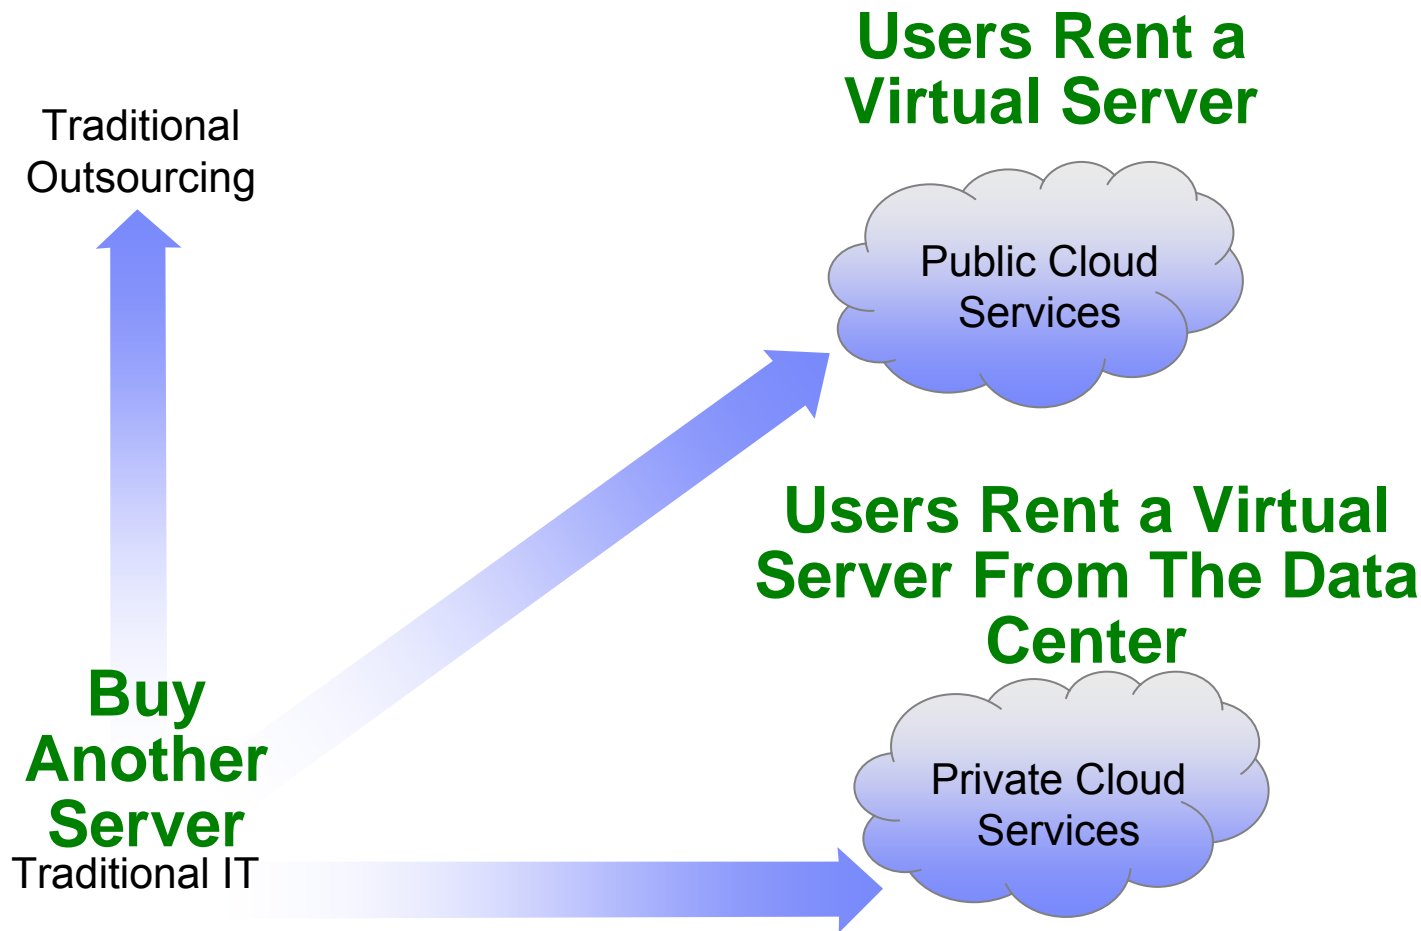 Users Rent a
Virtual Server
Traditional
Outsourcing
Public Cloud
Services
Users Rent a Virtual
Server From The Data
Center
Buy
Another
Server
Traditional IT
Private Cloud
Services